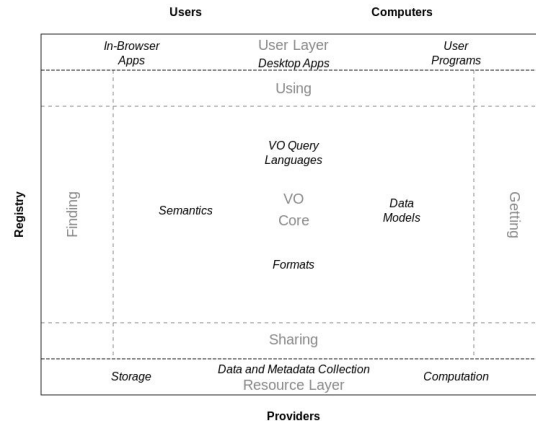 Users Computers
In-Browser Apps
User Layer
Desktop Apps
User Programs
Using
VO Query
Languages
Registry
Finding
Semantics
VO
Core
Data
Models
Getting
Formats
Sharing
Storage
Data and Metadata Collection
Resource Layer
Computation
Providers